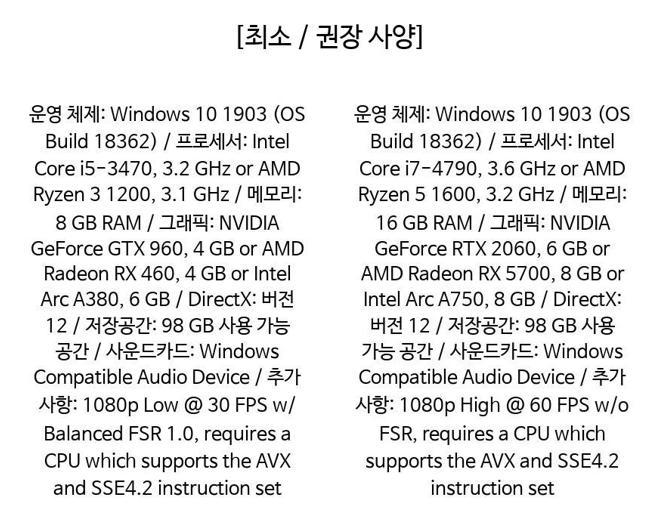 [최소 / 권장 사양]
운영 체제: Windows 10 1903 (OS
Build 18362) / 프로세서: Intel
Core i5-3470, 3.2 GHz or AMD
Ryzen 3 1200, 3.1 GHz / 메모리:
8 GB RAM / 그래픽: NVIDIA
GeForce GTX 960, 4 GB or AMD
Radeon RX 460, 4 GB or Intel
Arc A380, 6 GB / DirectX: 버전
12 / 저장공간: 98 GB 사용 가능
공간 / 사운드카드: Windows
Compatible Audio Device / 추가
사항: 1080p Low @ 30 FPS w/
Balanced FSR 1.0, requires a
CPU which supports the AVX
and SSE4.2 instruction set
운영 체제: Windows 10 1903 (OS
Build 18362) / 프로세서: Intel
Core i7-4790, 3.6 GHz or AMD
Ryzen 5 1600, 3.2 GHz / 메모리:
16 GB RAM / 그래픽: NVIDIA
GeForce RTX 2060, 6 GB or
AMD Radeon RX 5700, 8 GB or
Intel Arc A750, 8 GB / DirectX:
버전 12 / 저장공간: 98 GB 사용
가능 공간 / 사운드카드: Windows
Compatible Audio Device / 추가
사항: 1080p High @ 60 FPS w/o
FSR, requires a CPU which
supports the AVX and SSE4.2
instruction set